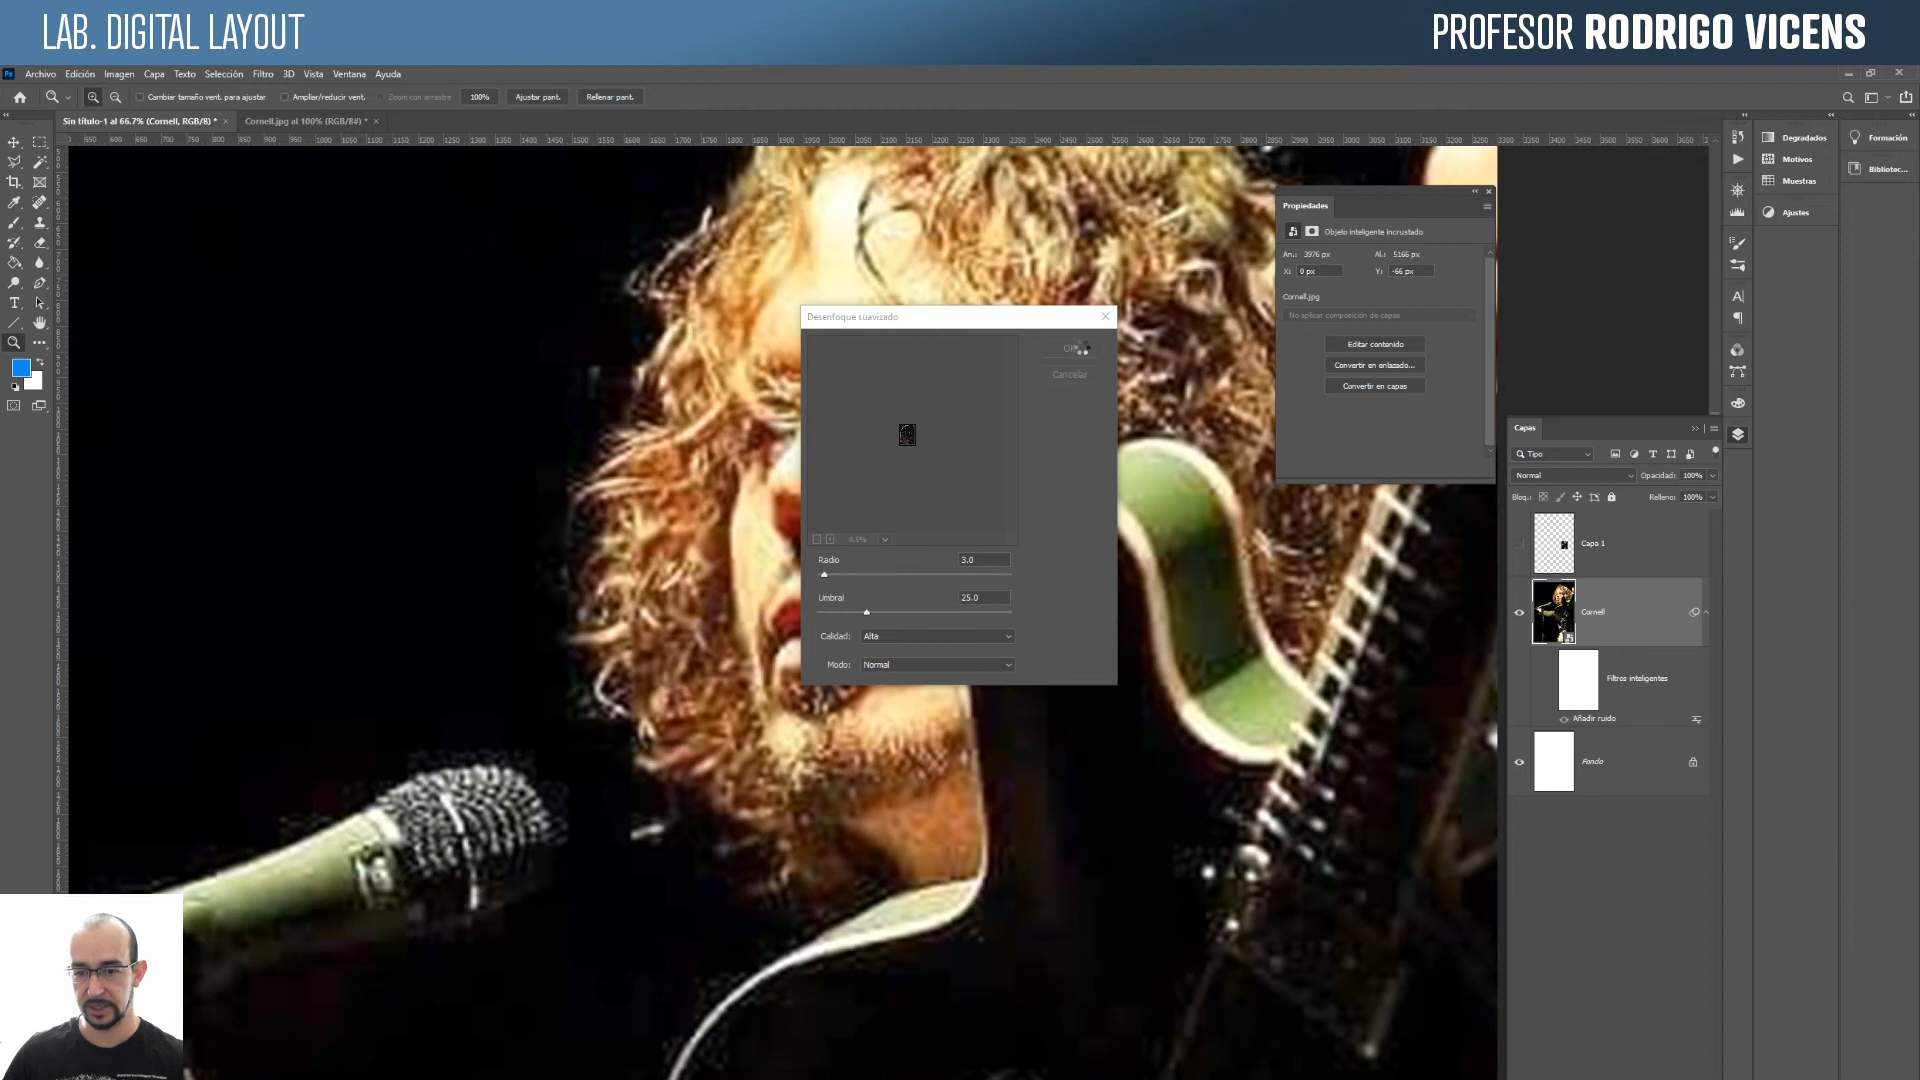 LAB. DIGITAL LAYOUT
PROFESOR RODRIGO VICENS
Ps
Archivo Edición Imagen Capa Texto Selección Filtro 3D Vista Ventana Ayuda
Cambiar tamaño vent. para ajustar
Ampliar/reducir vent.
Zoom con arrastre
100%
Ajustar pant.
Rellenar pant.
Sin título-1 al 66.7% (Cornell, RGB/8) *
Cornell.jpg al 100% (RGB/8#) *
Propiedades
Objeto inteligente incrustado
An.: 3976 px
Al.: 5166 px
X: 0 px
Y: -66 px
Cornell.jpg
No aplicar composición de capas
Editar contenido
Convertir en enlazado...
Convertir en capas
Desenfoque suavizado
OK
Cancelar
0.5%
Radio 3.0
Umbral 25.0
Calidad: Alta
Modo: Normal
Degradados
Motivos
Muestras
Ajustes
Formación
Bibliotec...
Capas
Tipo
Normal
Opacidad: 100%
Bloq.:
Relleno: 100%
Capa 1
Cornell
Filtros inteligentes
Añadir ruido
Fondo